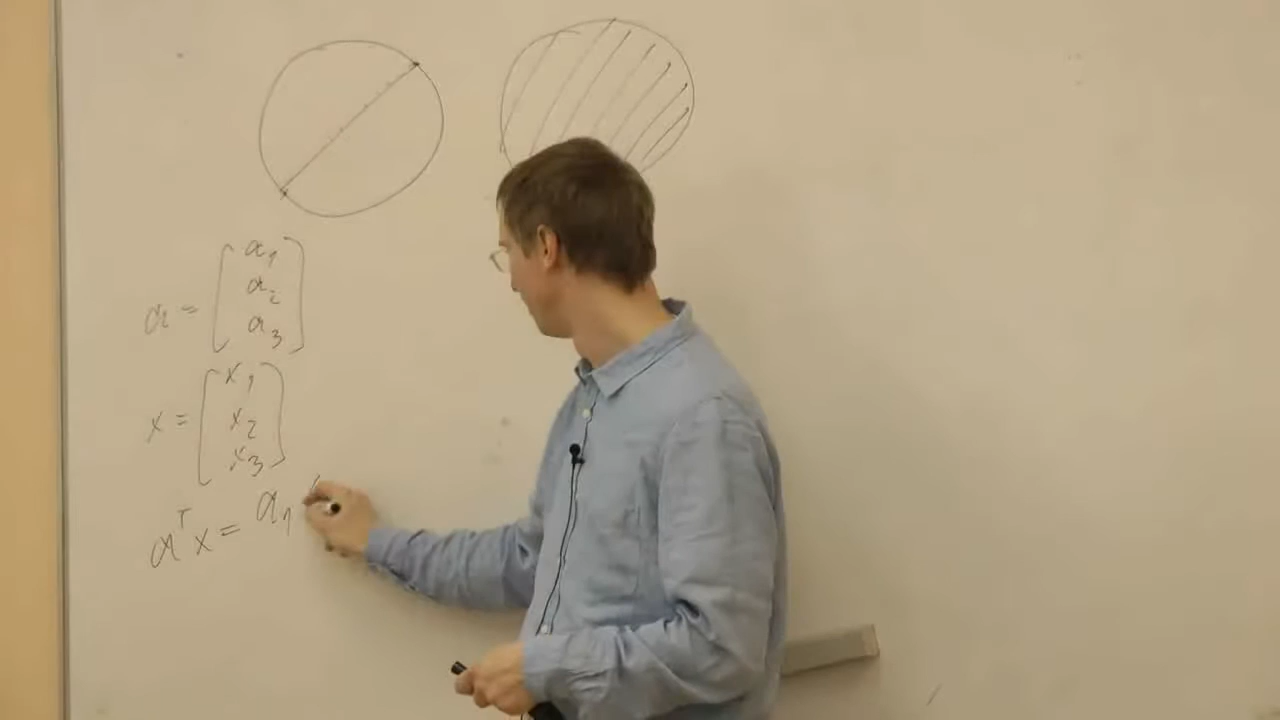 a = [ a₁
a₂
a₃ ]
x = [ x₁
x₂
x₃ ]
aᵀx = a₁